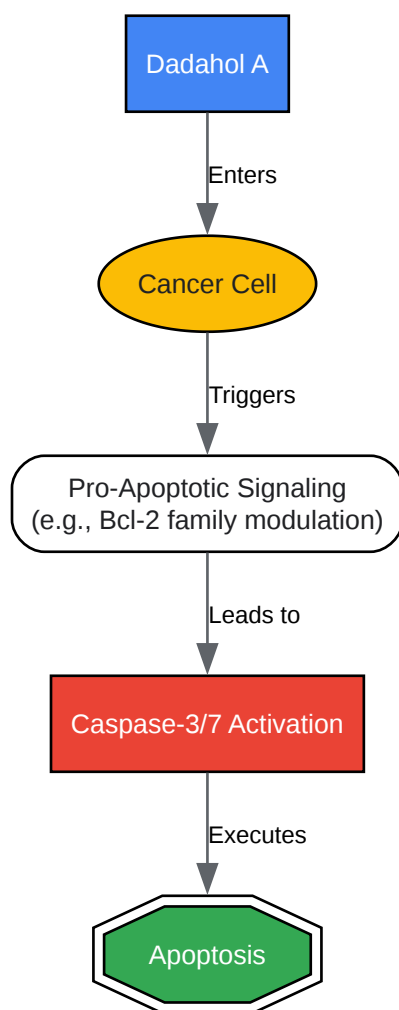 Dadahol A
Enters
Cancer Cell
Triggers
Pro-Apoptotic Signaling
(e.g., Bcl-2 family modulation)
Leads to
Caspase-3/7 Activation
Executes
Apoptosis